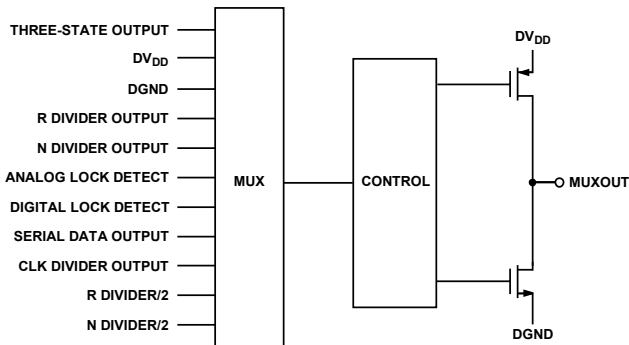 THREE-STATE OUTPUT
DVDD
DGND
R DIVIDER OUTPUT
N DIVIDER OUTPUT
ANALOG LOCK DETECT
DIGITAL LOCK DETECT
SERIAL DATA OUTPUT
CLK DIVIDER OUTPUT
R DIVIDER/2
N DIVIDER/2
MUX
CONTROL
DVDD
MUXOUT
DGND